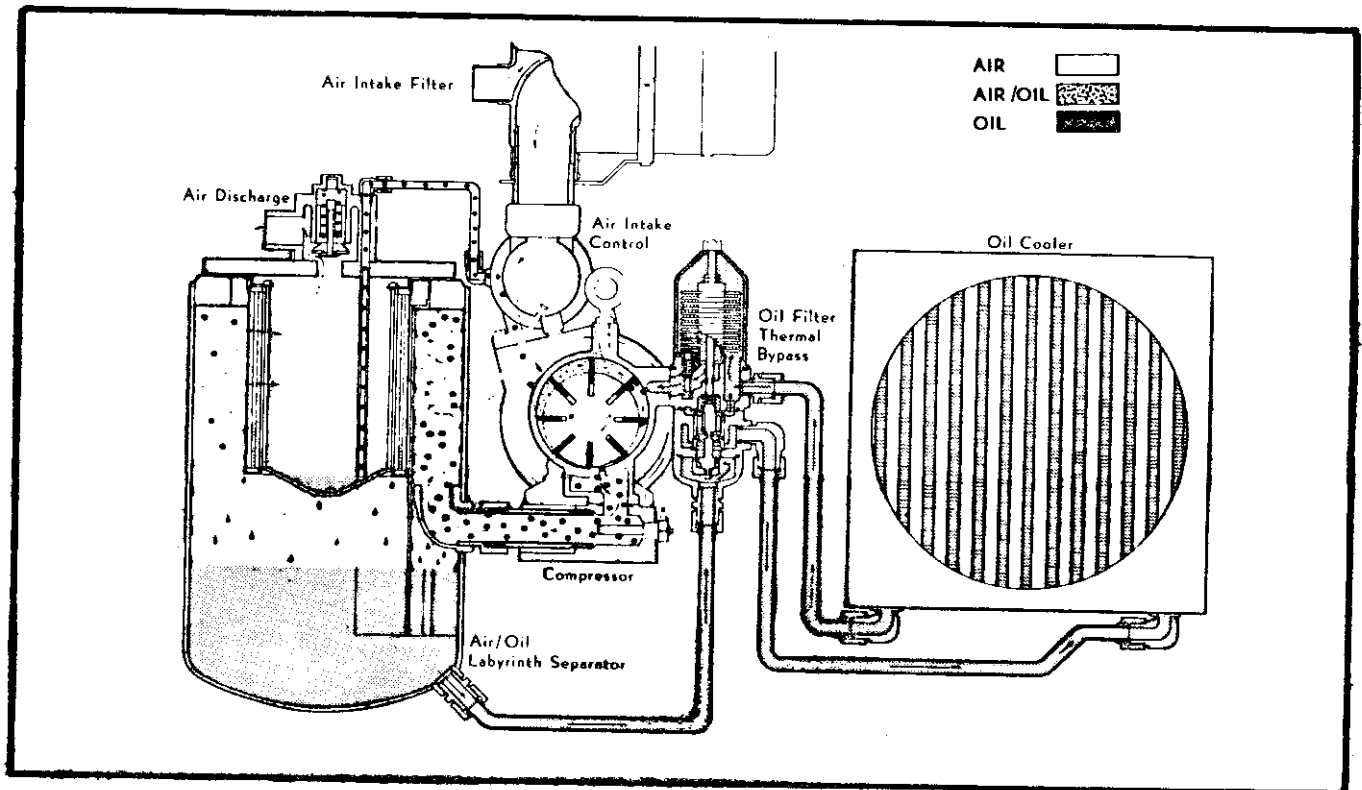 AIR
AIR/OIL
OIL
Air Intake Filter
Air Discharge
Air Intake
Control
Oil Cooler
Oil Filter
Thermal
Bypass
Compressor
Air/Oil
Labyrinth Separator